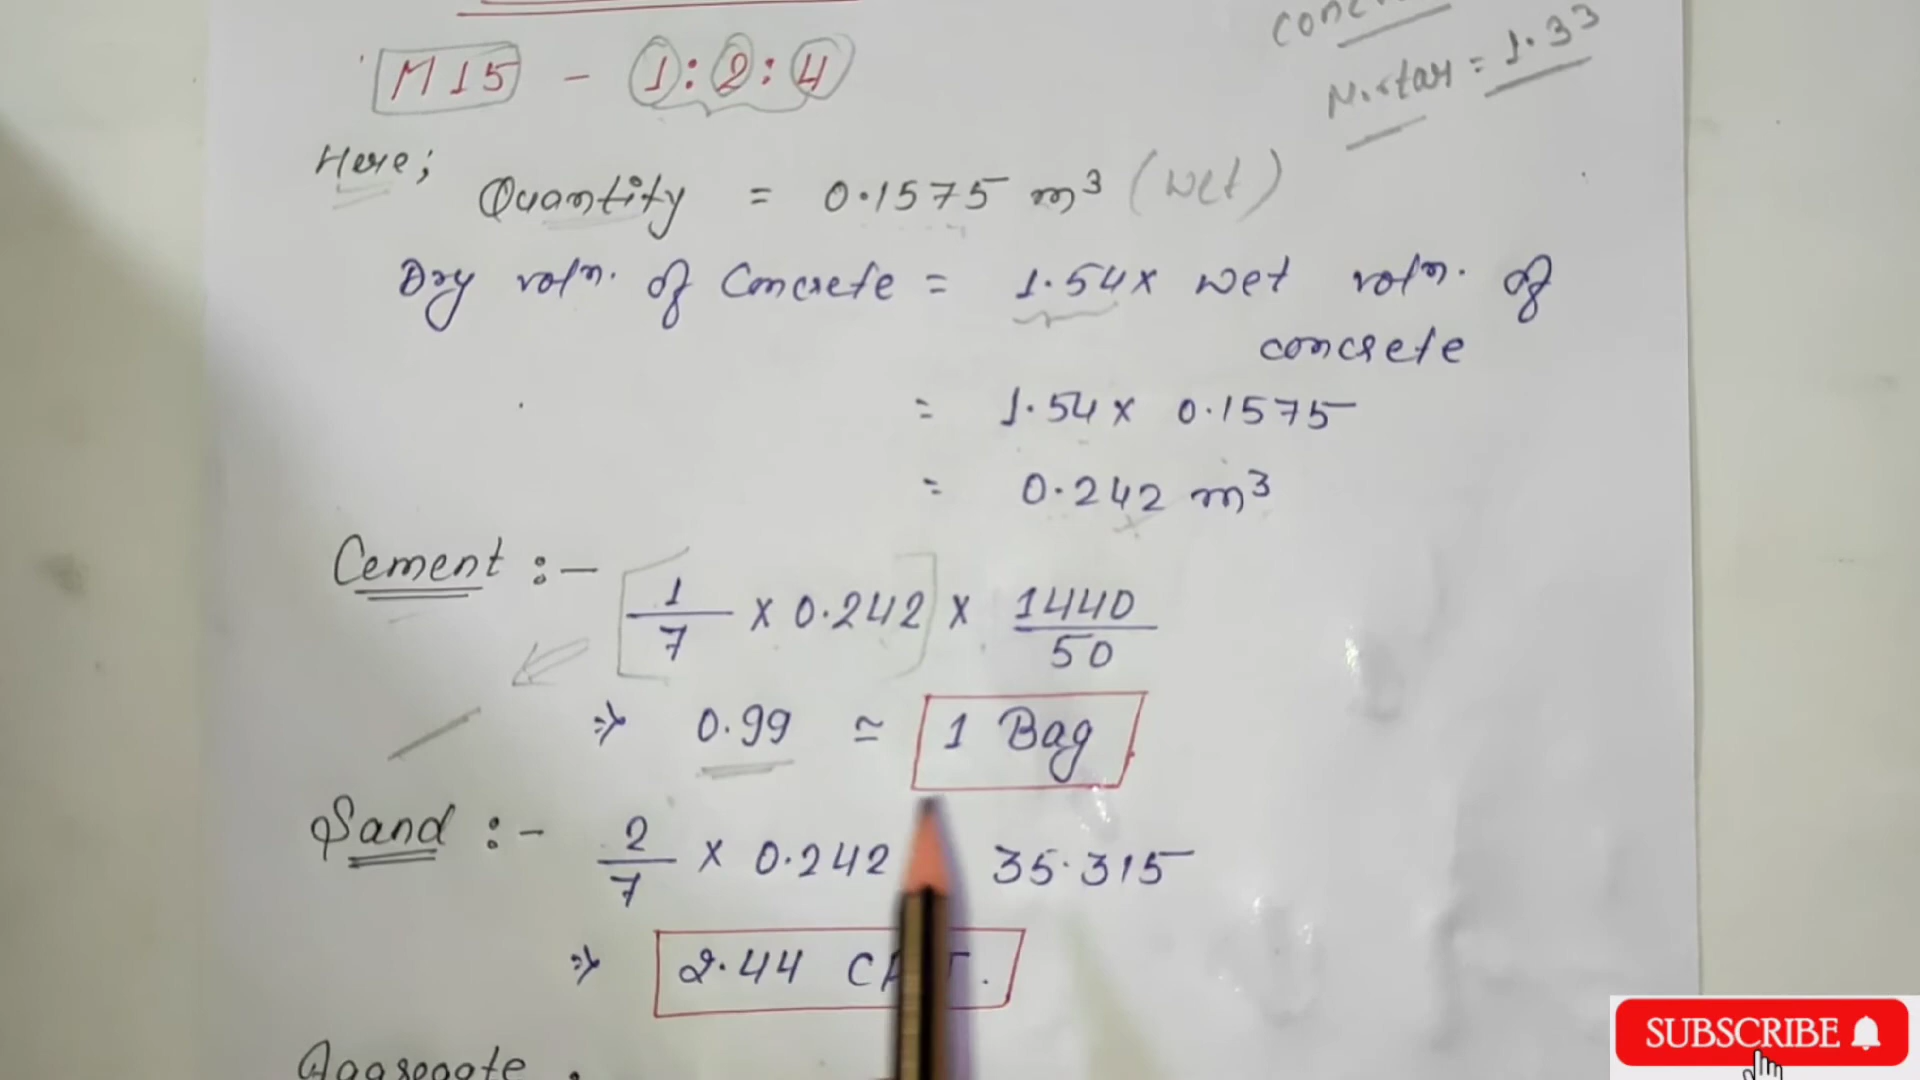 M15 - 1:2:4
Mortar = 1.33
Here;
Quantity = 0.1575 m³ (wet)
Dry volm. of Concrete = 1.54 x wet volm. of
concrete
= 1.54 x 0.1575
= 0.242 m³
Cement :- [1/7 x 0.242] x 1440/50
⇒ 0.99 ≃ 1 Bag
Sand :- 2/7 x 0.242 35.315
⇒ 2.44
Aggregate :
SUBSCRIBE